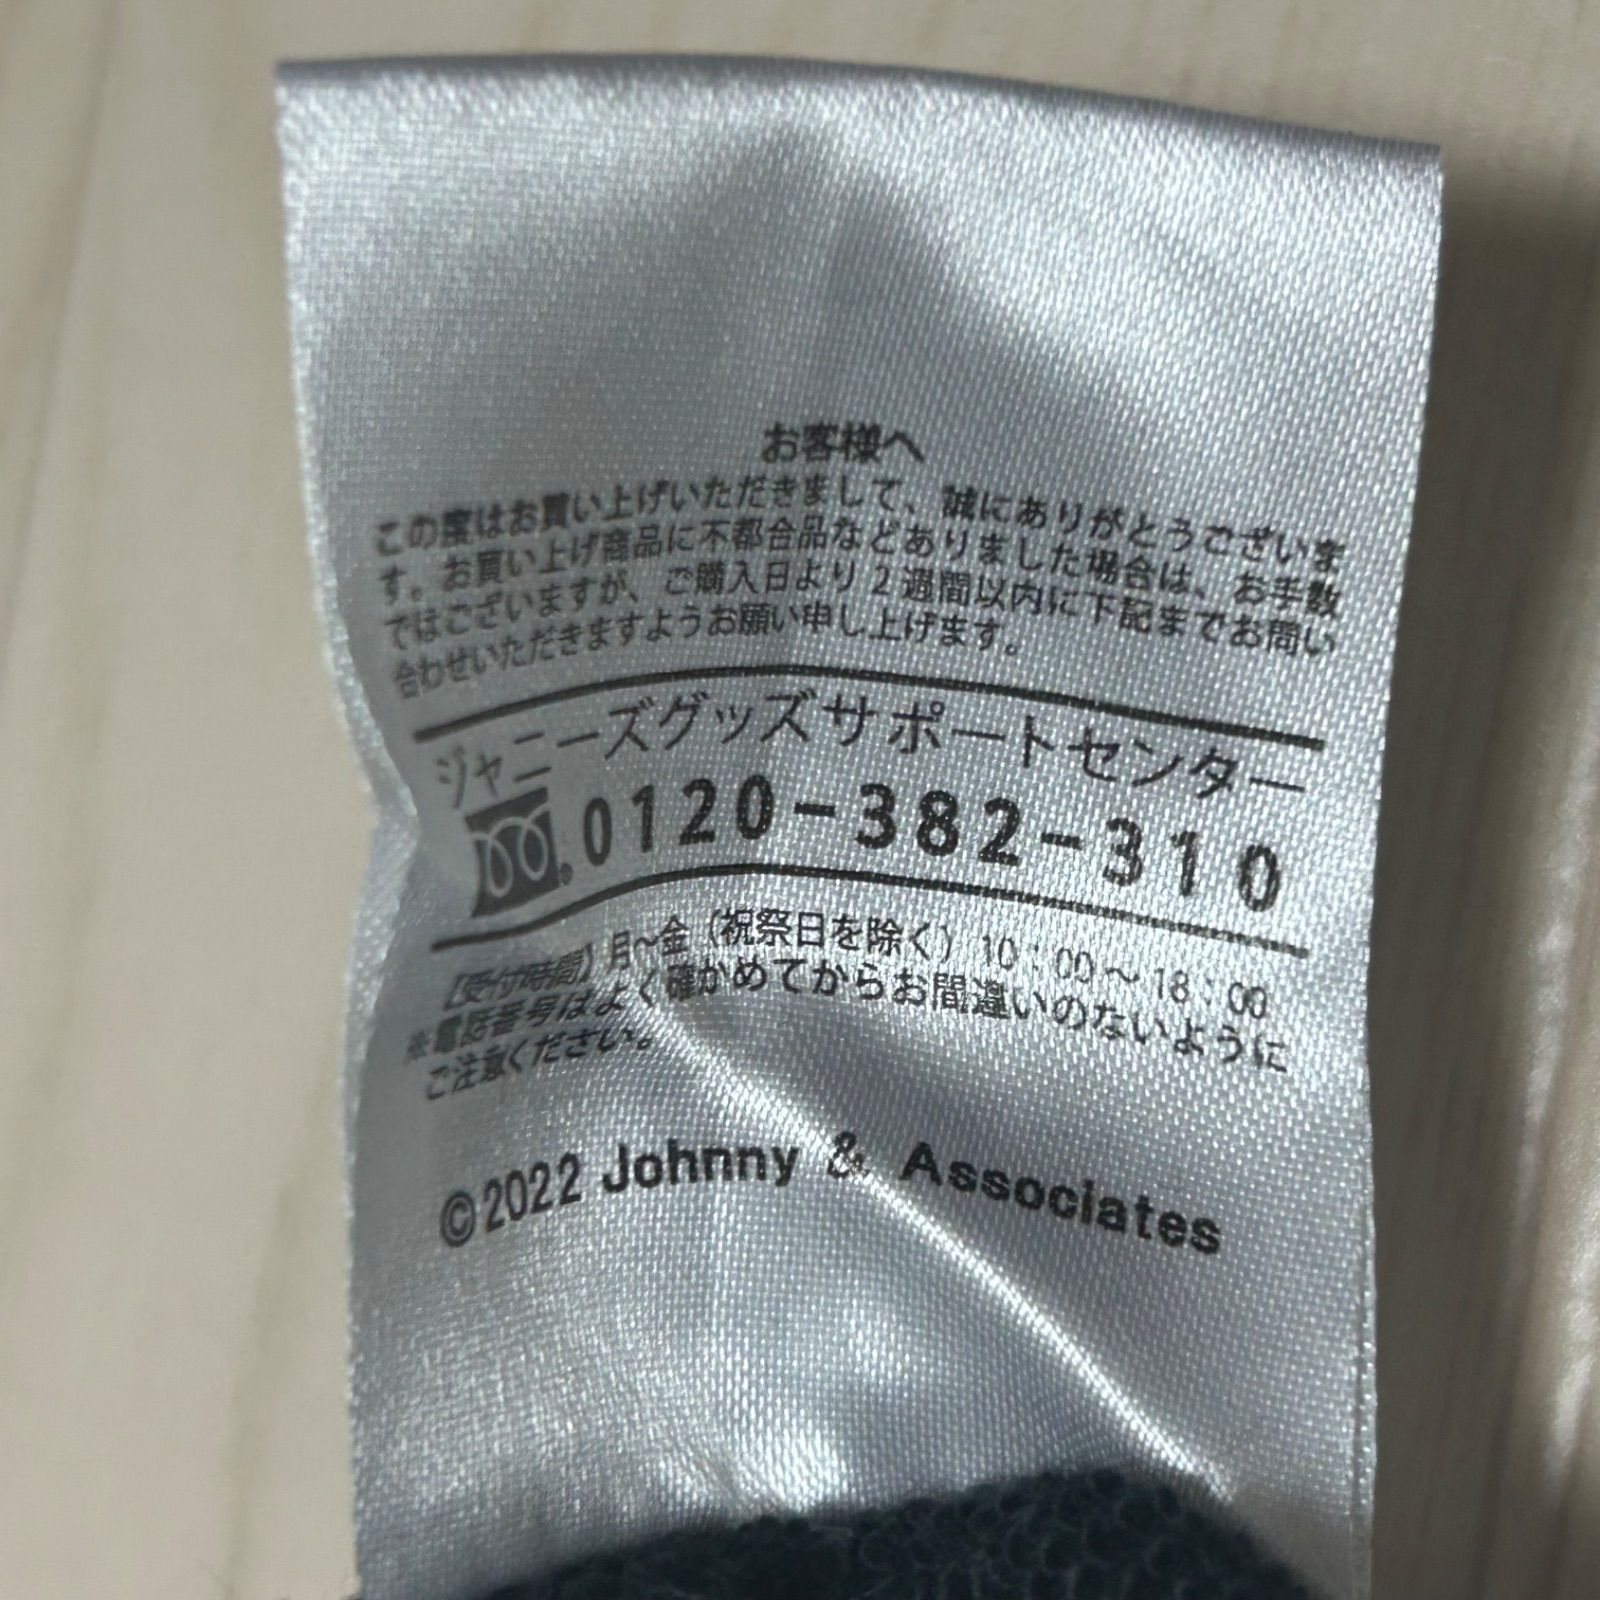 お客様へ
この度はお買い上げいただきまして、誠にありがとうございま
す。お買い上げ商品に不都合品などありました場合は、お手数
ではございますが、ご購入日より2週間以内に下記までお問い
合わせいただきますようお願い申し上げます。
ジャニーズグッズサポートセンター
0120-382-310
【受付時間】月～金（祝祭日を除く）10：00～18：00
※電話番号はよく確かめてからお間違いのないように
ご注意ください。
©2022 Johnny & Associates